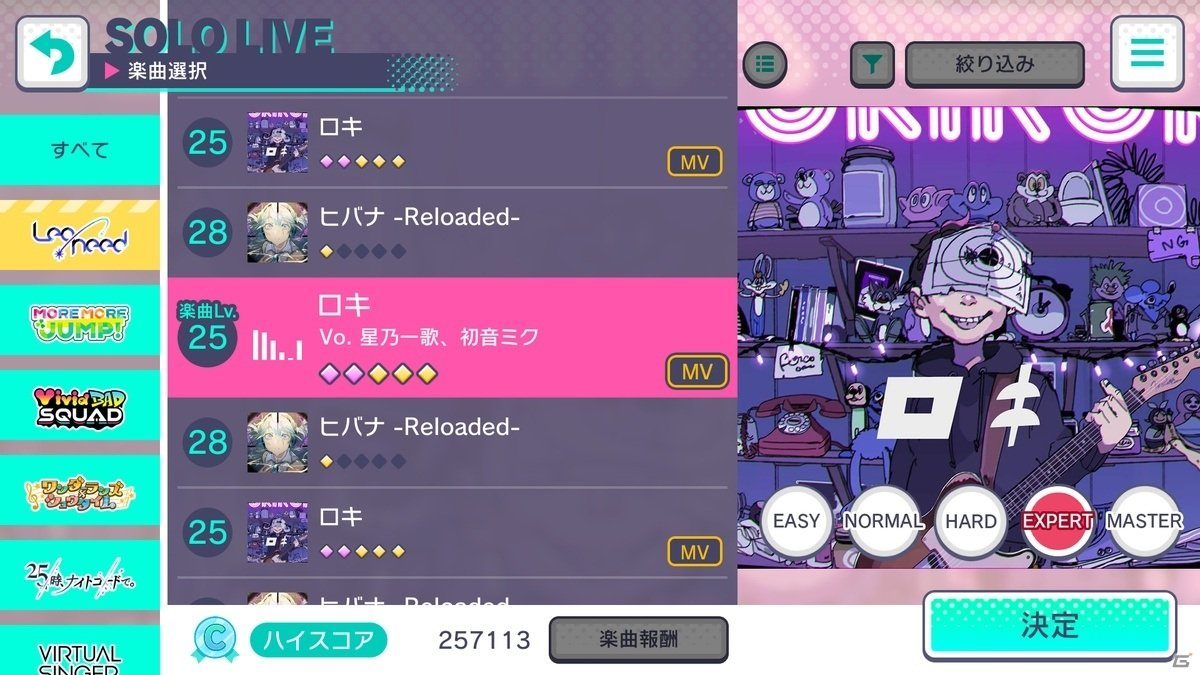 SOLO LIVE
楽曲選択
絞り込み
すべて
Leo/need
MORE MORE
JUMP!
Vivid BAD
SQUAD
ワンダーランズ
×ショウタイム
25時、ナイトコードで。
VIRTUAL
SINGER
25
ロキ
MV
28
ヒバナ -Reloaded-
楽曲Lv.
25
ロキ
Vo. 星乃一歌、初音ミク
MV
28
ヒバナ -Reloaded-
25
ロキ
MV
ヒバナ -Reloaded-
C
ハイスコア
257113
楽曲報酬
NG
ロキ
EASY
NORMAL
HARD
EXPERT
MASTER
決定
G